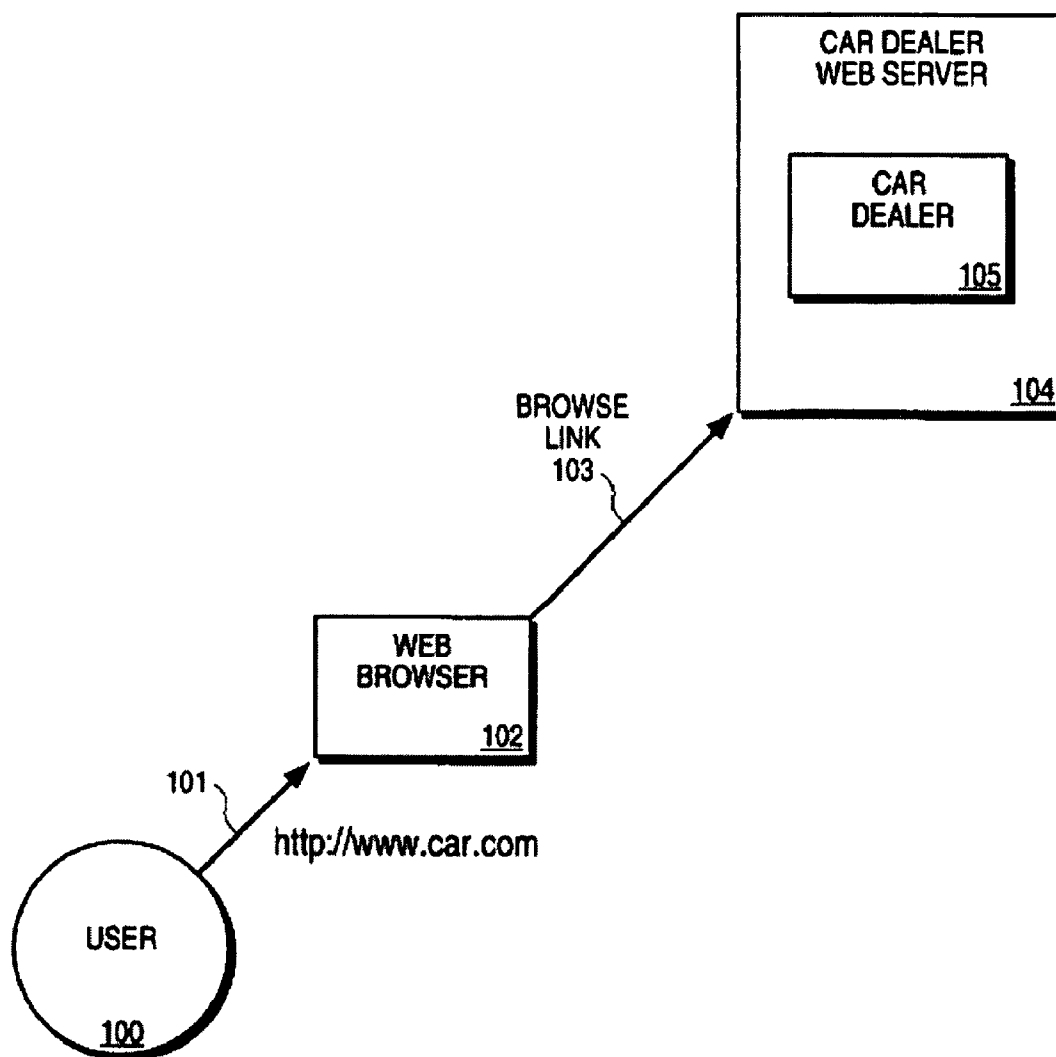 CAR DEALER
WEB SERVER
CAR
DEALER
105
104
BROWSE
LINK
103
WEB
BROWSER
102
101
http://www.car.com
USER
100